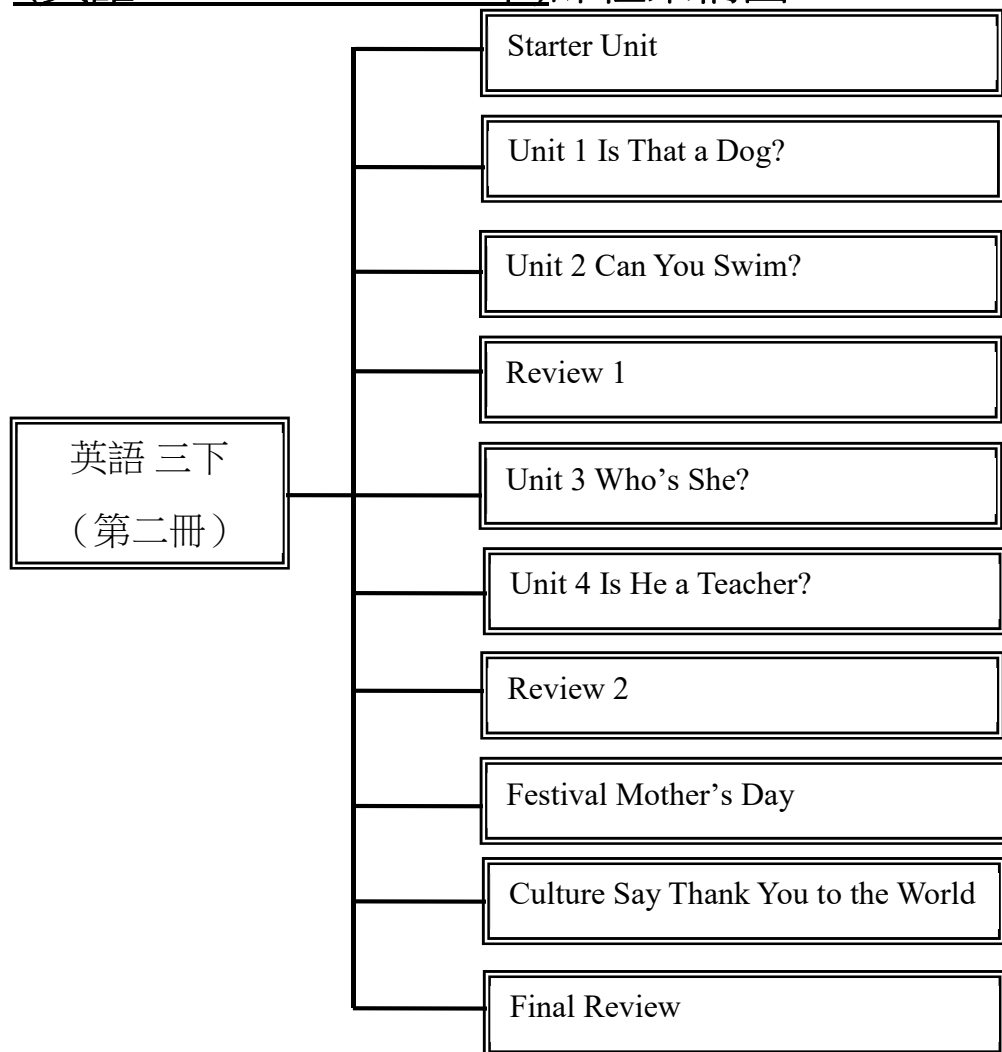 Starter Unit
Unit 1 Is That a Dog?
Unit 2 Can You Swim?
Review 1
英語 三下
（第二冊）
Unit 3 Who’s She?
Unit 4 Is He a Teacher?
Review 2
Festival Mother’s Day
Culture Say Thank You to the World
Final Review